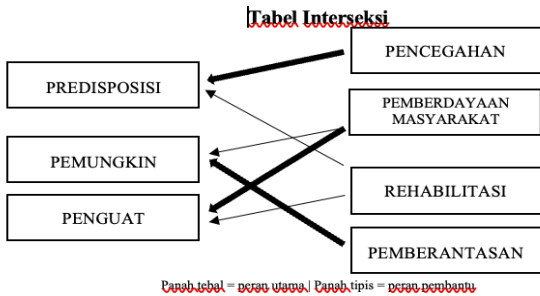 Tabel Interseksi
PENCEGAHAN
PREDISPOSISI
PEMBERDAYAAN
MASYARAKAT
PEMUNGKIN
REHABILITASI
PENGUAT
PEMBERANTASAN
Panah tebal = peran utama | Panah tipis = peran pembantu